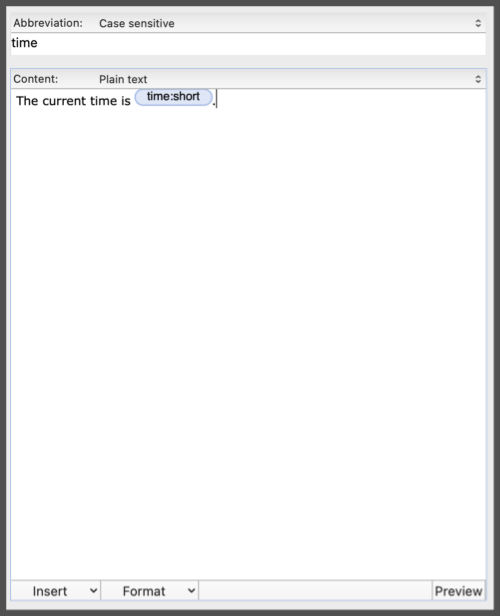 Abbreviation: Case sensitive
time
Content: Plain text
The current time is time:short.
Insert Format Preview